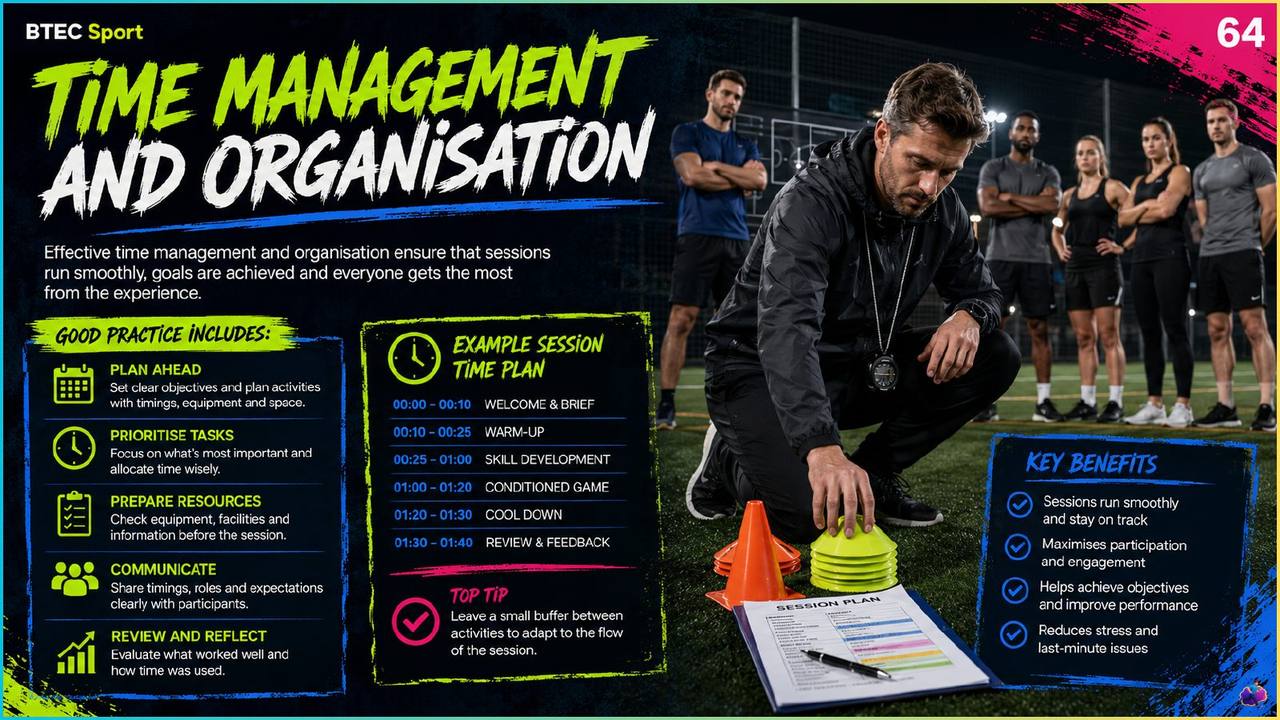 BTEC Sport
64
TiME MANAGEMENT
AND ORGANiSATiON
Effective time management and organisation ensure that sessions
run smoothly, goals are achieved and everyone gets the most
from the experience.
GOOD PRACTiCE iNCLUDES:
PLAN AHEAD
Set clear objectives and plan activities
with timings, equipment and space.
PRIORITISE TASKS
Focus on what's most important and
allocate time wisely.
PREPARE RESOURCES
Check equipment, facilities and
information before the session.
COMMUNICATE
Share timings, roles and expectations
clearly with participants.
REVIEW AND REFLECT
Evaluate what worked well and
how time was used.
EXAMPLE SESSiON
TiME PLAN
00:00 – 00:10 WELCOME & BRIEF
00:10 – 00:25 WARM-UP
00:25 – 01:00 SKILL DEVELOPMENT
01:00 – 01:20 CONDITIONED GAME
01:20 – 01:30 COOL DOWN
01:30 – 01:40 REVIEW & FEEDBACK
TOP TiP
Leave a small buffer between
activities to adapt to the flow
of the session.
SESSION PLAN
KEY BENEFiTS
Sessions run smoothly
and stay on track
Maximises participation
and engagement
Helps achieve objectives
and improve performance
Reduces stress and
last-minute issues